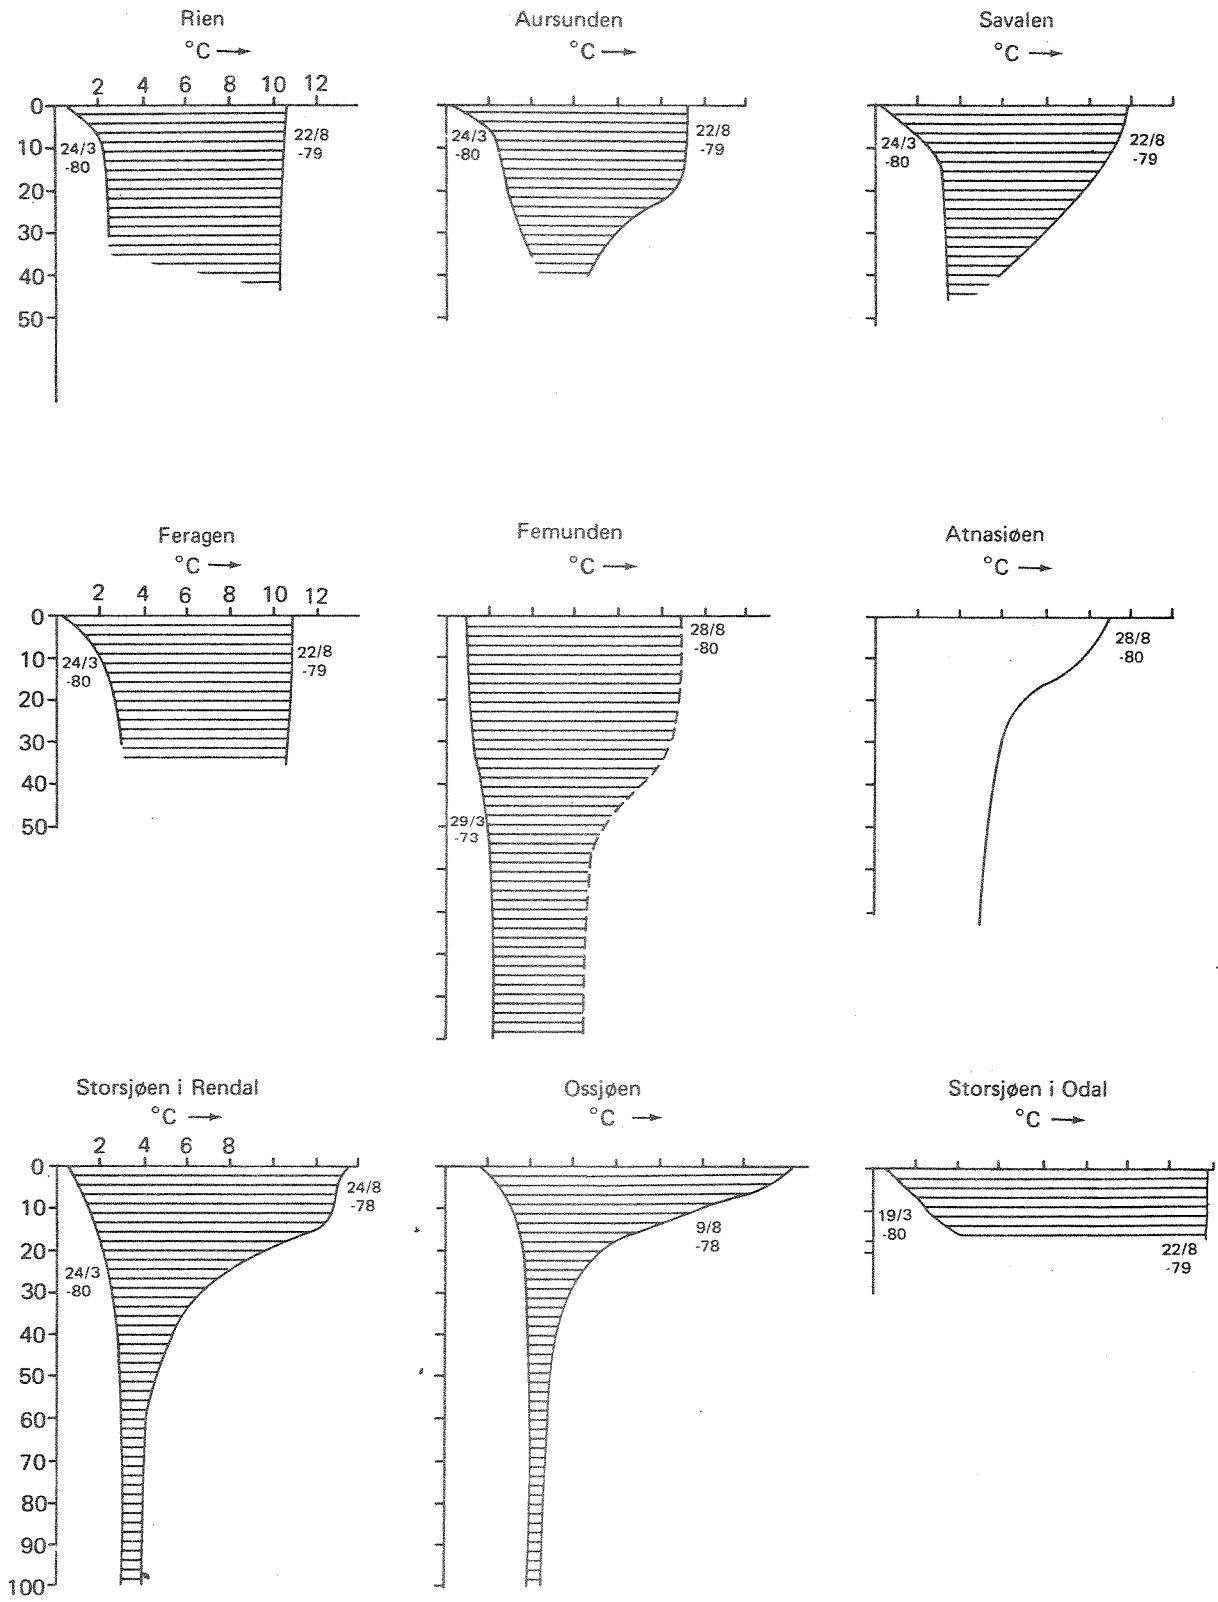 Rien
°C →
2 4 6 8 10 12
0
10
20
30
40
50
24/3
-80
22/8
-79
Aursunden
°C →
24/3
-80
22/8
-79
Savalen
°C →
24/3
-80
22/8
-79
Feragen
°C →
2 4 6 8 10 12
0
10
20
30
40
50
24/3
-80
22/8
-79
Femunden
°C →
28/8
-80
29/3
-73
Atnasiøen
°C →
28/8
-80
Storsjøen i Rendal
°C →
2 4 6 8
0
10
20
30
40
50
60
70
80
90
100
24/8
-78
24/3
-80
Ossjøen
°C →
9/8
-78
Storsjøen i Odal
°C →
19/3
-80
22/8
-79